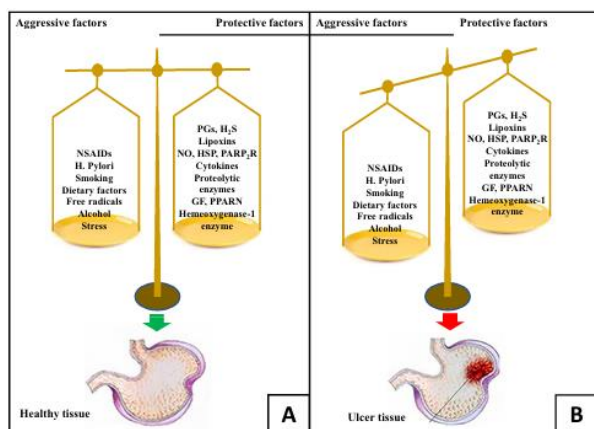 Aggressive factors
Protective factors
NSAIDs
H. Pylori
Smoking
Dietary factors
Free radicals
Alcohol
Stress
PGs, H₂S
Lipoxins
NO, HSP, PARP₂R
Cytokines
Proteolytic
enzymes
GF, PPARN
Hemeoxygenase-1
enzyme
Healthy tissue
A
Aggressive factors
Protective factors
NSAIDs
H. Pylori
Smoking
Dietary factors
Free radicals
Alcohol
Stress
PGs, H₂S
Lipoxins
NO, HSP, PARP₂R
Cytokines
Proteolytic
enzymes
GF, PPARN
Hemeoxygenase-1
enzyme
Ulcer tissue
B